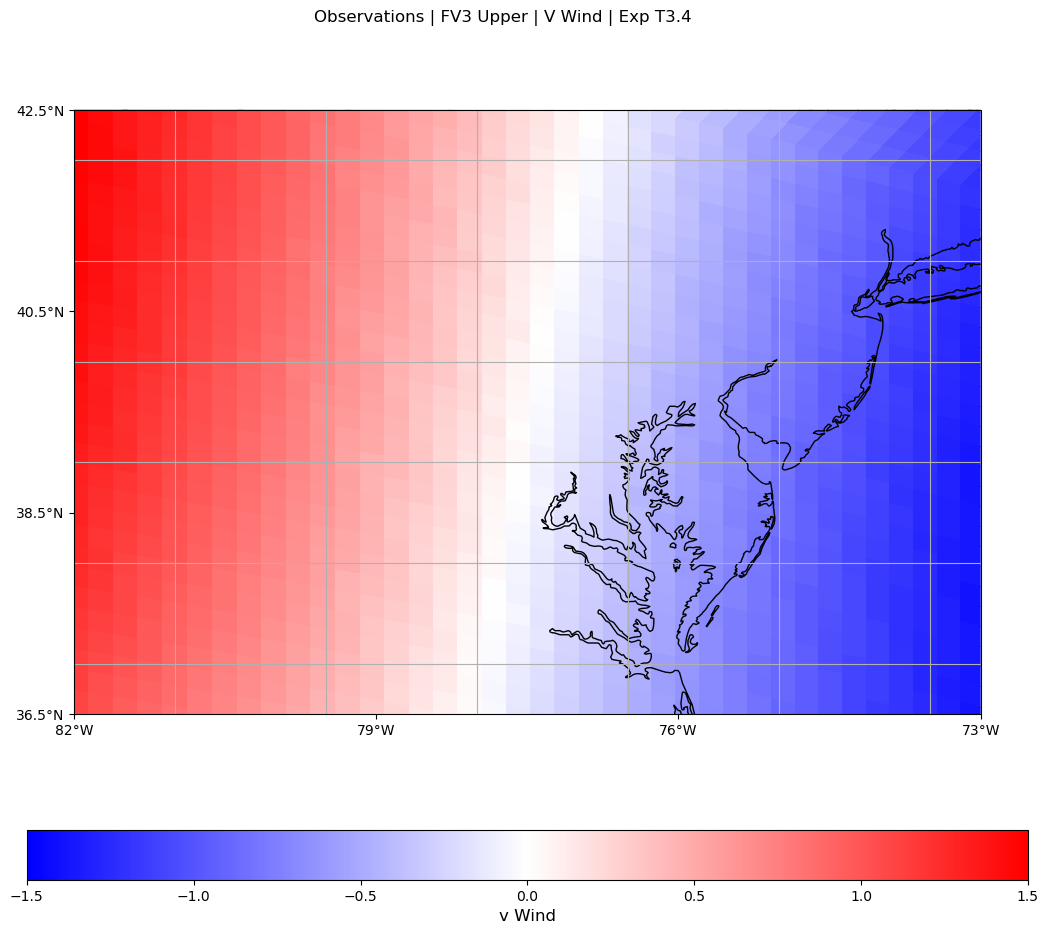 Observations | FV3 Upper | V Wind | Exp T3.4
42.5°N
40.5°N
38.5°N
36.5°N
82°W 79°W 76°W 73°W
−1.5 −1.0 −0.5 0.0 0.5 1.0 1.5
v Wind